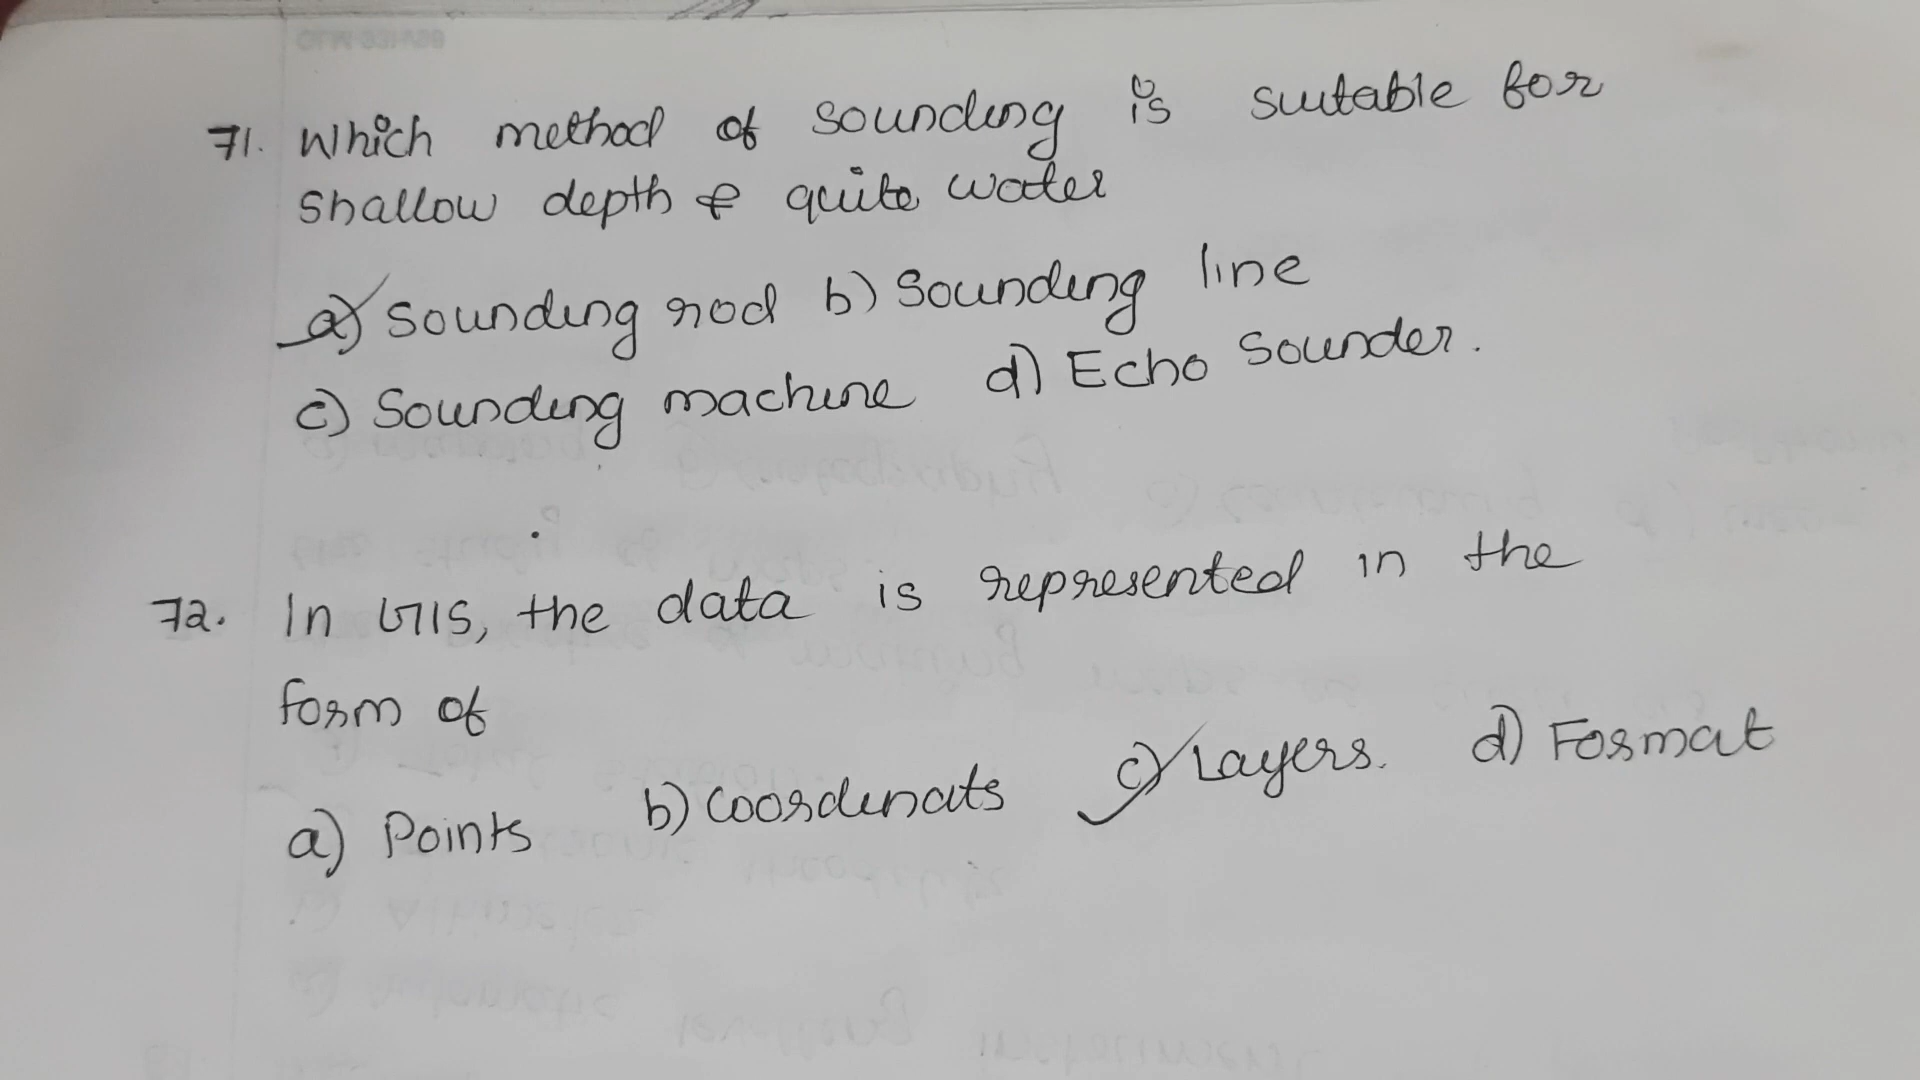 71. Which method of sounding is suitable for
shallow depth & quite water
a) sounding rod b) Sounding line
c) Sounding machine d) Echo Sounder.
72. In GIS, the data is represented in the
form of
a) Points b) Coordinats c) Layers. d) Format